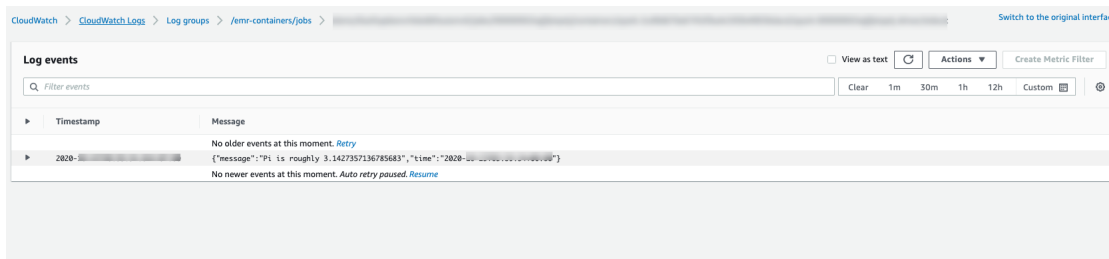 CloudWatch > CloudWatch Logs > Log groups > /emr-containers/jobs >
Switch to the original interfac
Log events
View as text
Actions ▼
Create Metric Filter
Filter events
Clear 1m 30m 1h 12h Custom
Timestamp Message
No older events at this moment. Retry
2020- {"message":"Pi is roughly 3.1427357136785683","time":"2020- "}
No newer events at this moment. Auto retry paused. Resume